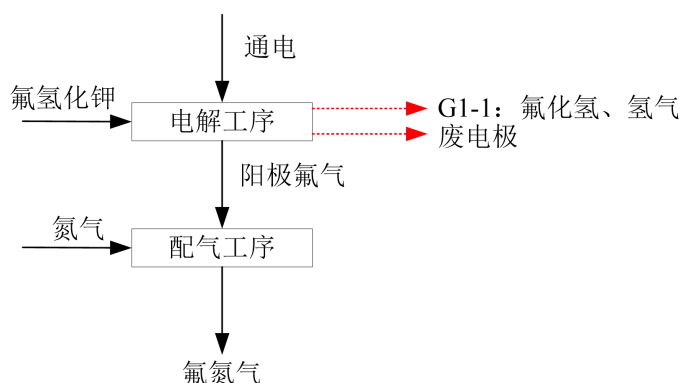 通电
氟氢化钾
电解工序
G1-1：氟化氢、氢气
废电极
阳极氟气
氮气
配气工序
氟氮气